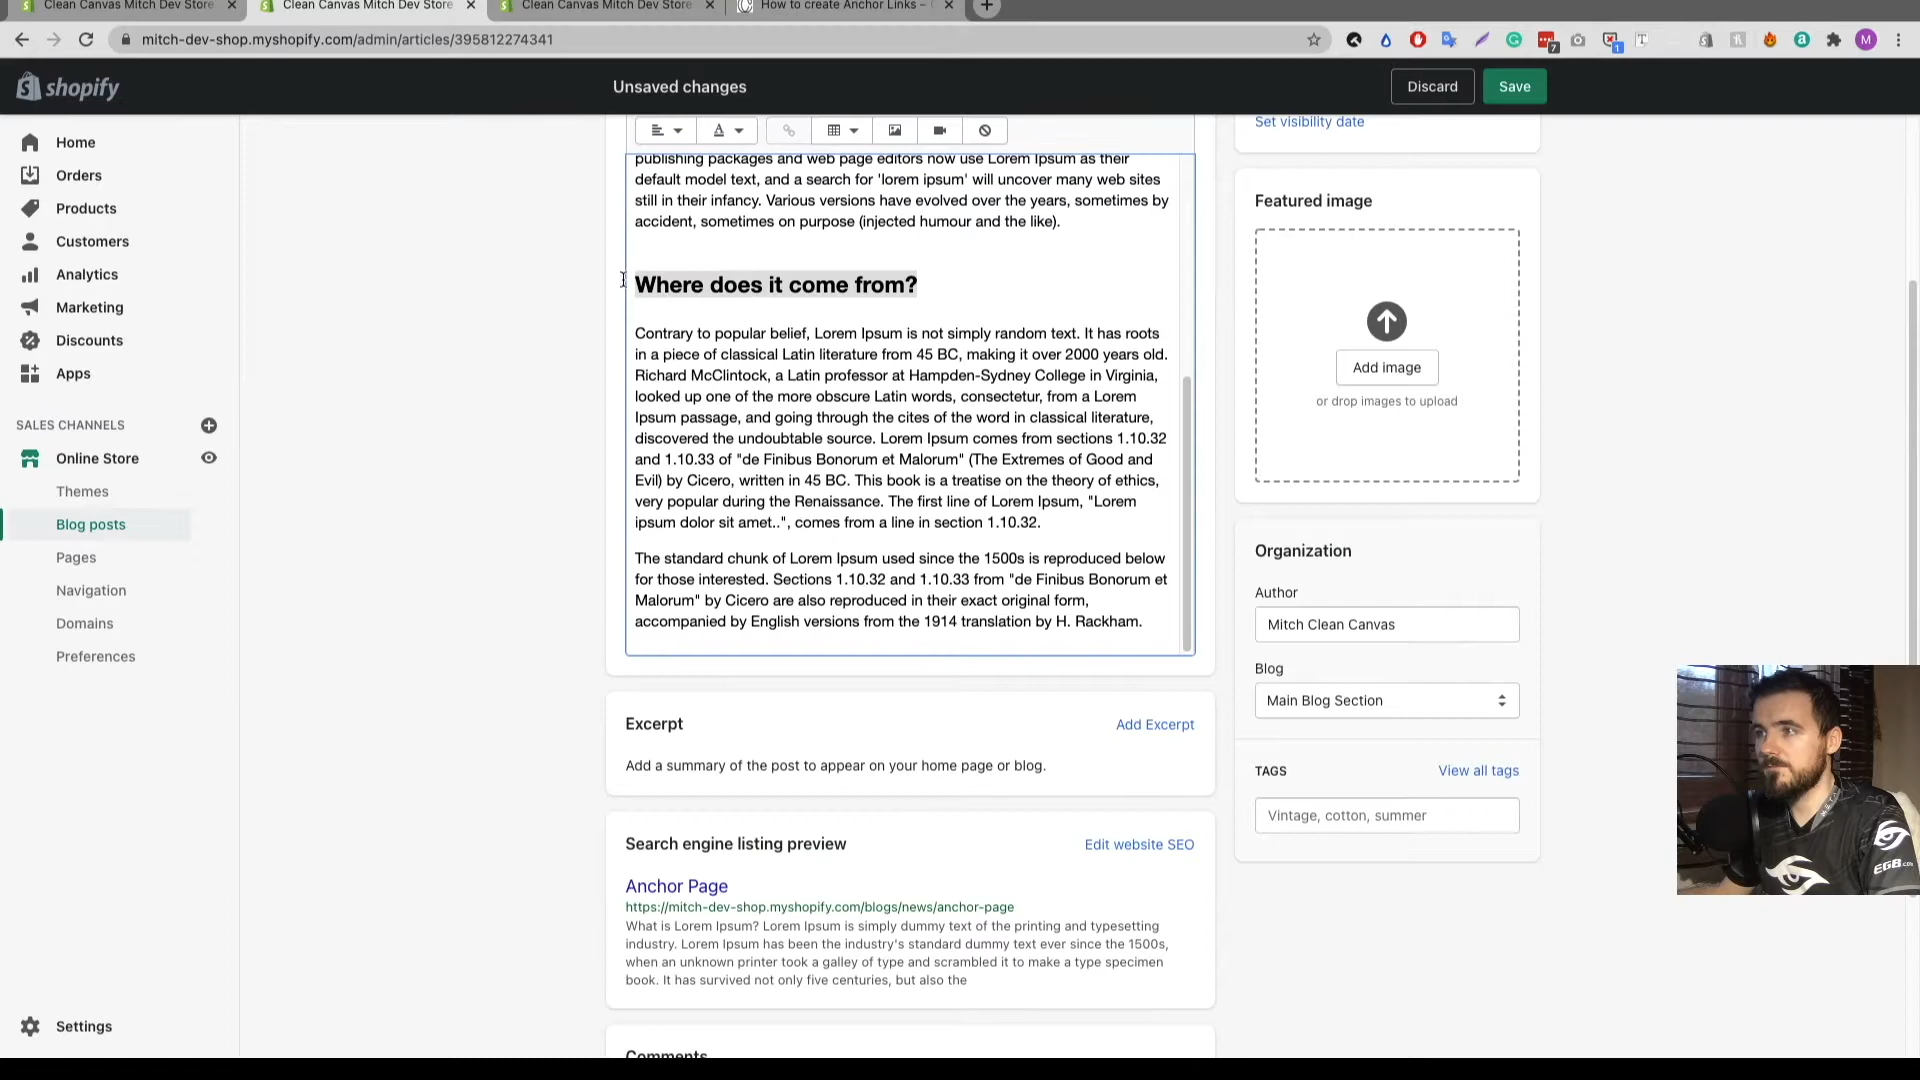 Clean Canvas Mitch Dev Store
Clean Canvas Mitch Dev Store
Clean Canvas Mitch Dev Store
How to create Anchor Links –
mitch-dev-shop.myshopify.com/admin/articles/395812274341
7
1
M
shopify
Unsaved changes
Discard
Save
Home
Orders
Products
Customers
Analytics
Marketing
Discounts
Apps
SALES CHANNELS
Online Store
Themes
Blog posts
Pages
Navigation
Domains
Preferences
Settings
A
publishing packages and web page editors now use Lorem Ipsum as their
default model text, and a search for 'lorem ipsum' will uncover many web sites
still in their infancy. Various versions have evolved over the years, sometimes by
accident, sometimes on purpose (injected humour and the like).
Where does it come from?
Contrary to popular belief, Lorem Ipsum is not simply random text. It has roots
in a piece of classical Latin literature from 45 BC, making it over 2000 years old.
Richard McClintock, a Latin professor at Hampden-Sydney College in Virginia,
looked up one of the more obscure Latin words, consectetur, from a Lorem
Ipsum passage, and going through the cites of the word in classical literature,
discovered the undoubtable source. Lorem Ipsum comes from sections 1.10.32
and 1.10.33 of "de Finibus Bonorum et Malorum" (The Extremes of Good and
Evil) by Cicero, written in 45 BC. This book is a treatise on the theory of ethics,
very popular during the Renaissance. The first line of Lorem Ipsum, "Lorem
ipsum dolor sit amet..", comes from a line in section 1.10.32.
The standard chunk of Lorem Ipsum used since the 1500s is reproduced below
for those interested. Sections 1.10.32 and 1.10.33 from "de Finibus Bonorum et
Malorum" by Cicero are also reproduced in their exact original form,
accompanied by English versions from the 1914 translation by H. Rackham.
Excerpt
Add Excerpt
Add a summary of the post to appear on your home page or blog.
Search engine listing preview
Edit website SEO
Anchor Page
https://mitch-dev-shop.myshopify.com/blogs/news/anchor-page
What is Lorem Ipsum? Lorem Ipsum is simply dummy text of the printing and typesetting
industry. Lorem Ipsum has been the industry's standard dummy text ever since the 1500s,
when an unknown printer took a galley of type and scrambled it to make a type specimen
book. It has survived not only five centuries, but also the
Comments
Set visibility date
Featured image
Add image
or drop images to upload
Organization
Author
Mitch Clean Canvas
Blog
Main Blog Section
TAGS
View all tags
Vintage, cotton, summer